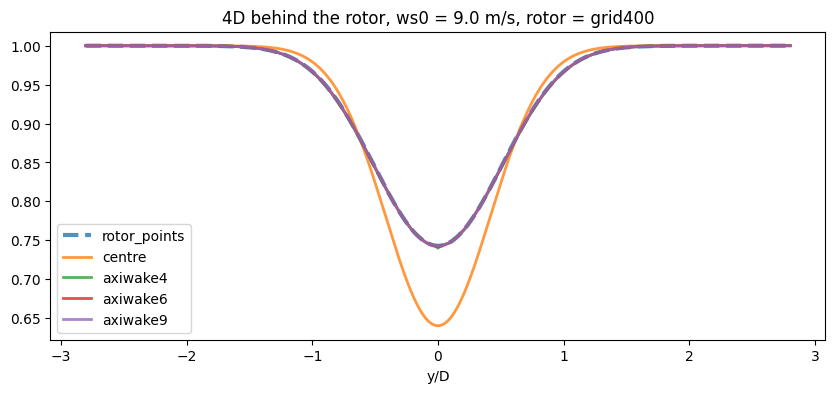 4D behind the rotor, ws0 = 9.0 m/s, rotor = grid400
1.00
0.95
0.90
0.85
0.80
0.75
0.70
0.65
rotor_points
centre
axiwake4
axiwake6
axiwake9
−3 −2 −1 0 1 2 3
y/D